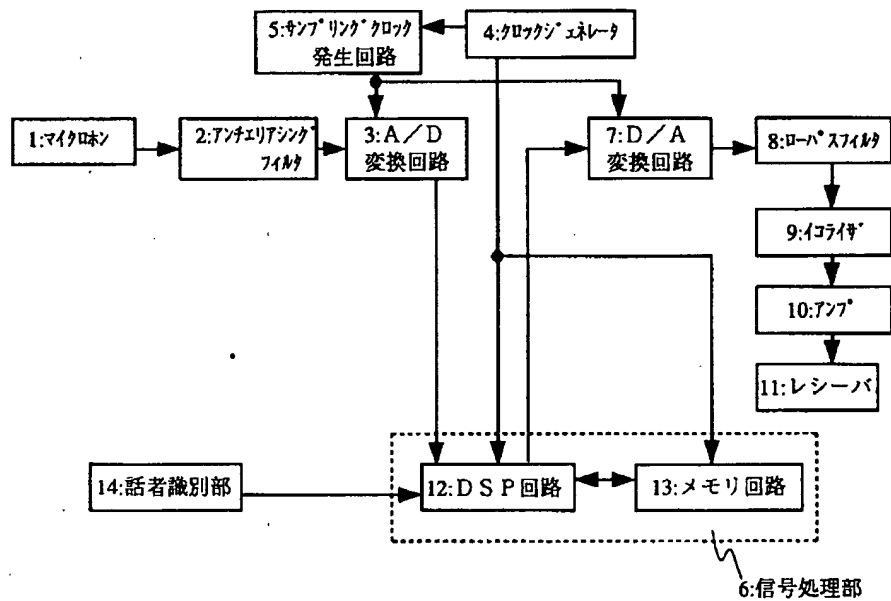 5:ｻﾝﾌﾟﾘﾝｸﾞｸﾛｯｸ
発生回路
4:ｸﾛｯｸｼﾞｪﾈﾚｰﾀ
1:ﾏｲｸﾛﾎﾝ
2:ｱﾝﾁｴﾘｱｼﾝｸﾞ
ﾌｨﾙﾀ
3:Ａ／Ｄ
変換回路
7:Ｄ／Ａ
変換回路
8:ﾛｰﾊﾟｽﾌｨﾙﾀ
9:ｲｺﾗｲｻﾞ
10:ｱﾝﾌﾟ
11:レシーバ
14:話者識別部
12:ＤＳＰ回路
13:メモリ回路
6:信号処理部